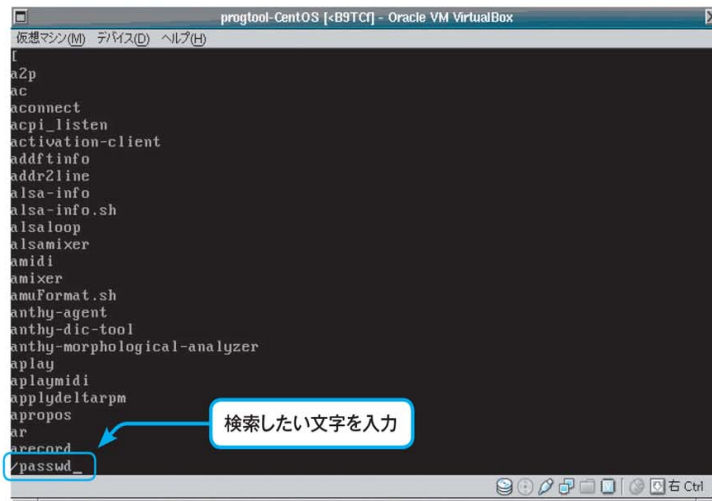 progtool-CentOS [<B9TCf] - Oracle VM VirtualBox
仮想マシン(M) デバイス(D) ヘルプ(H)
[
a2p
ac
aconnect
acpi_listen
activation-client
addftinfo
addr2line
alsa-info
alsa-info.sh
alsaloop
alsamixer
amidi
amixer
amuFormat.sh
anthy-agent
anthy-dic-tool
anthy-morphological-analyzer
aplay
aplaymidi
applydeltarpm
apropos
ar
arecord
/passwd_
検索したい文字を入力
右 Ctrl